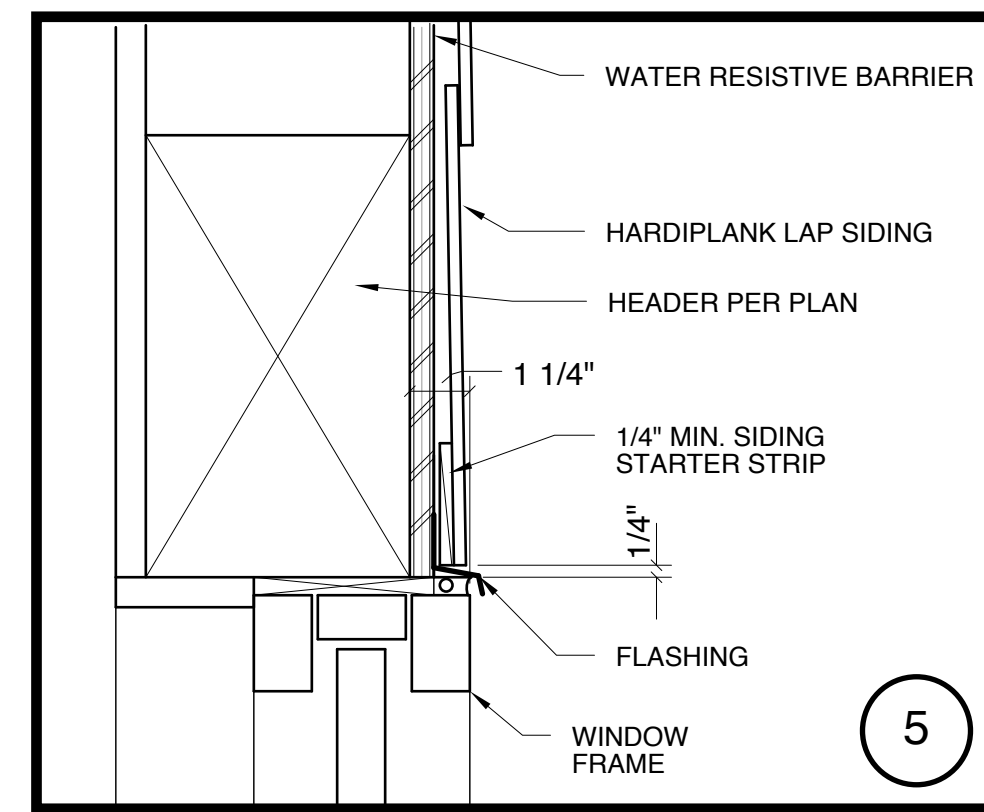 WATER RESISTIVE BARRIER
HARDIPLANK LAP SIDING
HEADER PER PLAN
1 1/4"
1/4" MIN. SIDING
STARTER STRIP
1/4"
FLASHING
WINDOW
FRAME
5